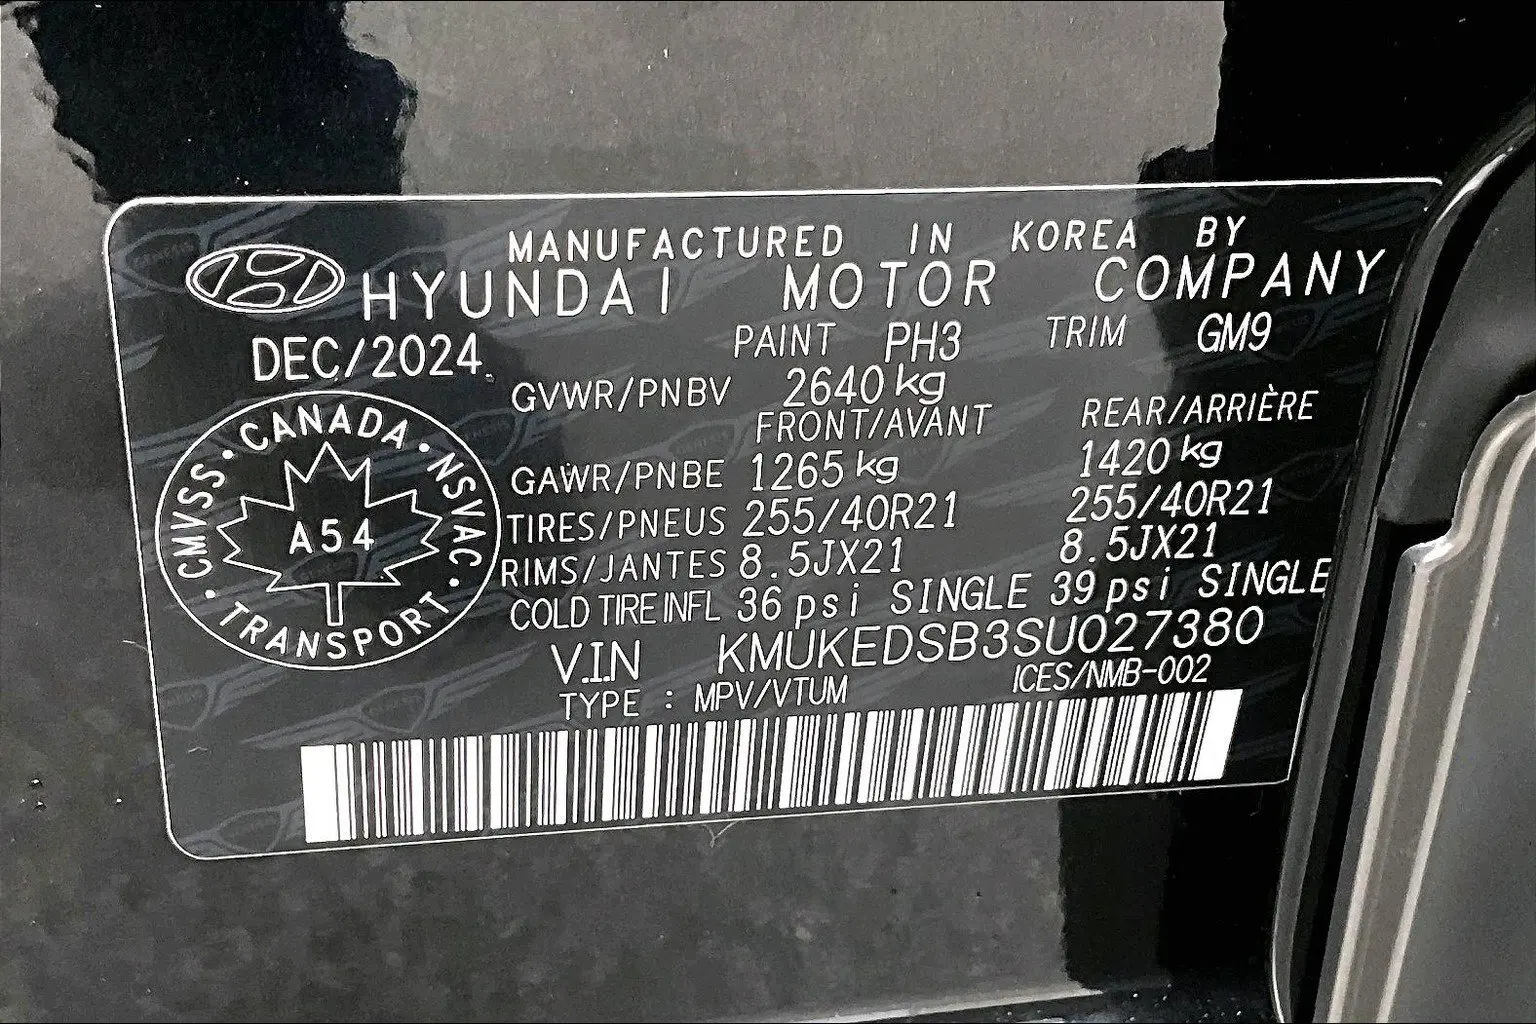 MANUFACTURED IN KOREA BY
HYUNDAI MOTOR COMPANY
DEC/2024 PAINT PH3 TRIM GM9
GVWR/PNBV 2640 kg
FRONT/AVANT REAR/ARRIÈRE
GAWR/PNBE 1265 kg 1420 kg
TIRES/PNEUS 255/40R21 255/40R21
RIMS/JANTES 8.5JX21 8.5JX21
COLD TIRE INFL 36 psi SINGLE 39 psi SINGLE
V.I.N KMUKEDSB3SU027380
TYPE : MPV/VTUM ICES/NMB-002
CMVSS · CANADA · NSVAC
A54
· TRANSPORT ·